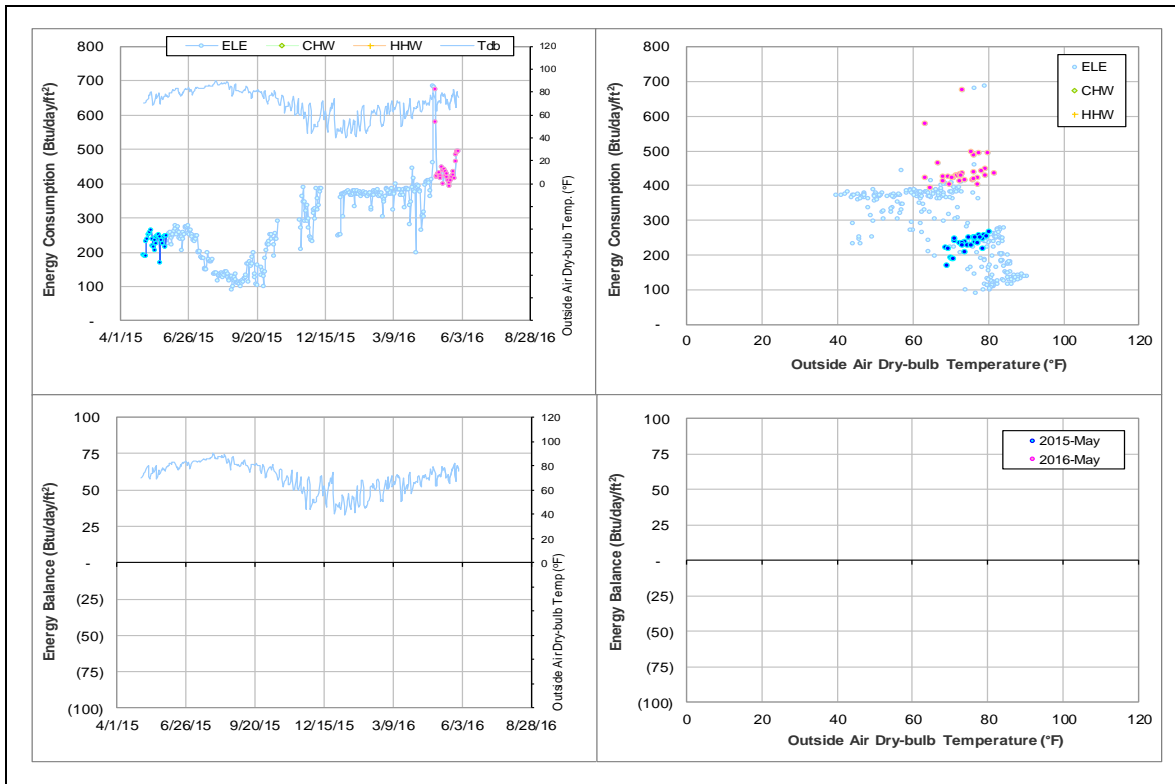 ELE CHW HHW Tdb
Energy Consumption (Btu/day/ft²)
800
700
600
500
400
300
200
100
-
120
100
80
60
40
20
0
Outside Air Dry-bulb Temp. (°F)
4/1/15 6/26/15 9/20/15 12/15/15 3/9/16 6/3/16 8/28/16
Energy Consumption (Btu/day/ft²)
800
700
600
500
400
300
200
100
-
ELE
CHW
HHW
0 20 40 60 80 100 120
Outside Air Dry-bulb Temperature (°F)
Energy Balance (Btu/day/ft²)
100
75
50
25
-
(25)
(50)
(75)
(100)
120
100
80
60
40
20
0
Outside Air Dry-bulb Temp (°F)
4/1/15 6/26/15 9/20/15 12/15/15 3/9/16 6/3/16 8/28/16
Energy Balance (Btu/day/ft²)
100
75
50
25
-
(25)
(50)
(75)
(100)
2015-May
2016-May
0 20 40 60 80 100 120
Outside Air Dry-bulb Temperature (°F)